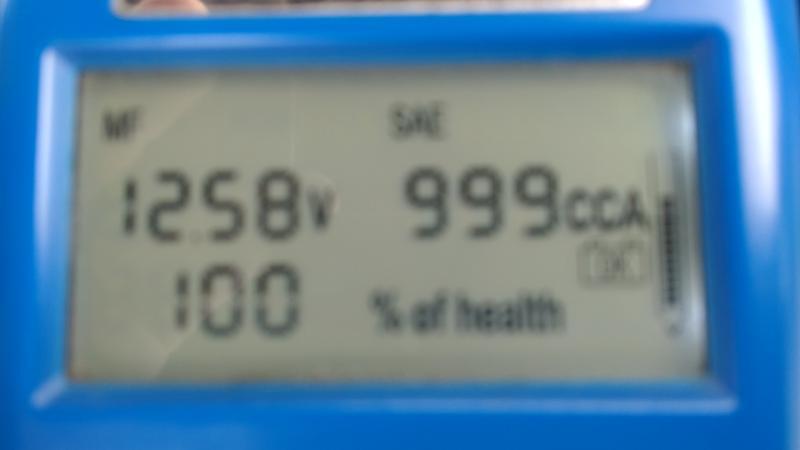 MF SAE
12.58V 999CCA
OK
100 % of health